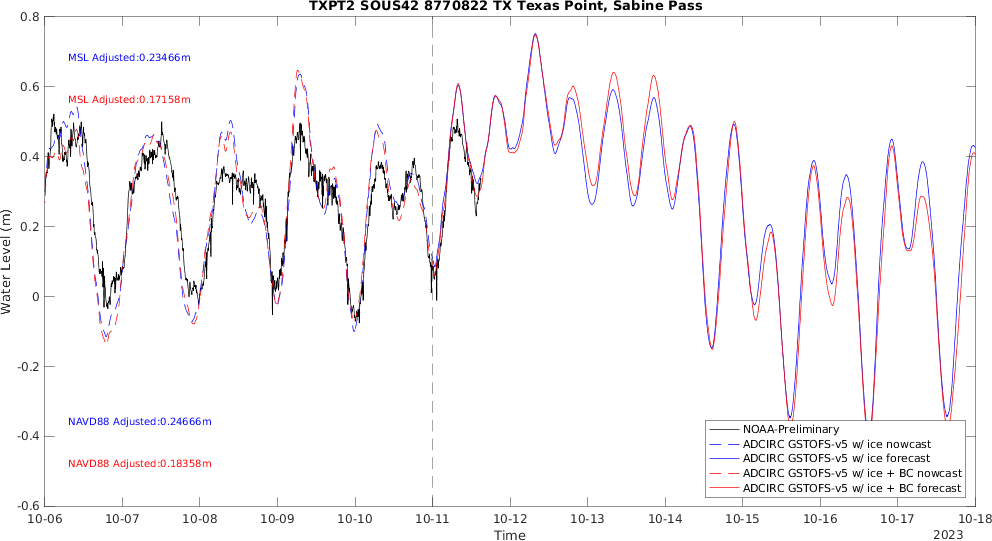 TXPT2 SOUS42 8770822 TX Texas Point, Sabine Pass
0.8
0.6
0.4
0.2
0
-0.2
-0.4
-0.6
Water Level (m)
MSL Adjusted:0.23466m
MSL Adjusted:0.17158m
NAVD88 Adjusted:0.24666m
NAVD88 Adjusted:0.18358m
NOAA-Preliminary
ADCIRC GSTOFS-v5 w/ ice nowcast
ADCIRC GSTOFS-v5 w/ ice forecast
ADCIRC GSTOFS-v5 w/ ice + BC nowcast
ADCIRC GSTOFS-v5 w/ ice + BC forecast
10-06 10-07 10-08 10-09 10-10 10-11 10-12 10-13 10-14 10-15 10-16 10-17 10-18
Time
2023